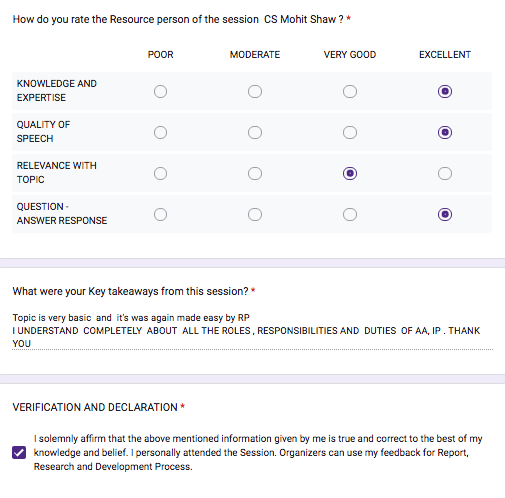 How do you rate the Resource person of the session  CS Mohit Shaw ? *
POOR MODERATE VERY GOOD EXCELLENT
KNOWLEDGE AND
EXPERTISE
QUALITY OF
SPEECH
RELEVANCE WITH
TOPIC
QUESTION -
ANSWER RESPONSE
What were your Key takeaways from this session? *
Topic is very basic  and  it's was again made easy by RP
I UNDERSTAND  COMPLETELY  ABOUT  ALL THE ROLES , RESPONSIBILITIES AND  DUTIES  OF AA, IP .  THANK
YOU
VERIFICATION AND DECLARATION *
I solemnly affirm that the above mentioned information given by me is true and correct to the best of my
knowledge and belief. I personally attended the Session. Organizers can use my feedback for Report,
Research and Development Process.